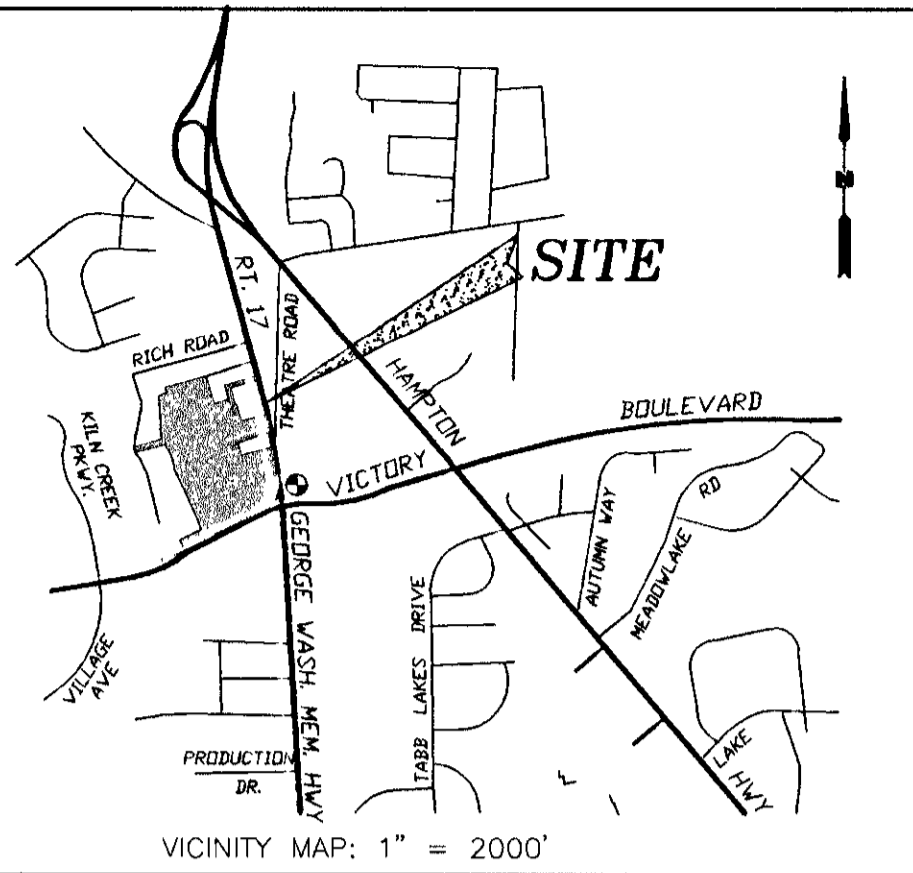 N
SITE
RT. 17
THEATRE ROAD
RICH ROAD
HAMPTON
BOULEVARD
KILN CREEK
PKWY.
VICTORY
RD
AUTUMN WAY
MEADOWLAKE
GEORGE WASH. MEM. HWY
TABB LAKES DRIVE
VILLAGE
AVE
PRODUCTION
DR.
LAKE
HWY
VICINITY MAP: 1" = 2000'